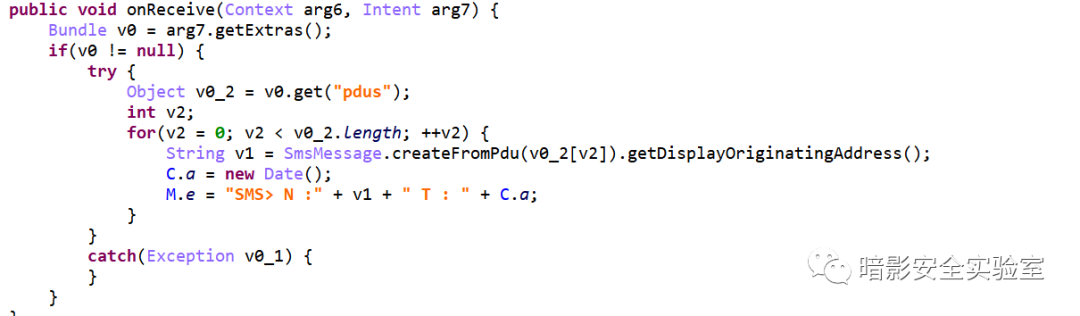 public void onReceive(Context arg6, Intent arg7) {
    Bundle v0 = arg7.getExtras();
    if(v0 != null) {
        try {
            Object v0_2 = v0.get("pdus");
            int v2;
            for(v2 = 0; v2 < v0_2.length; ++v2) {
                String v1 = SmsMessage.createFromPdu(v0_2[v2]).getDisplayOriginatingAddress();
                C.a = new Date();
                M.e = "SMS> N :" + v1 + " T : " + C.a;
            }
        }
        catch(Exception v0_1) {
        }
    }
}
暗影安全实验室